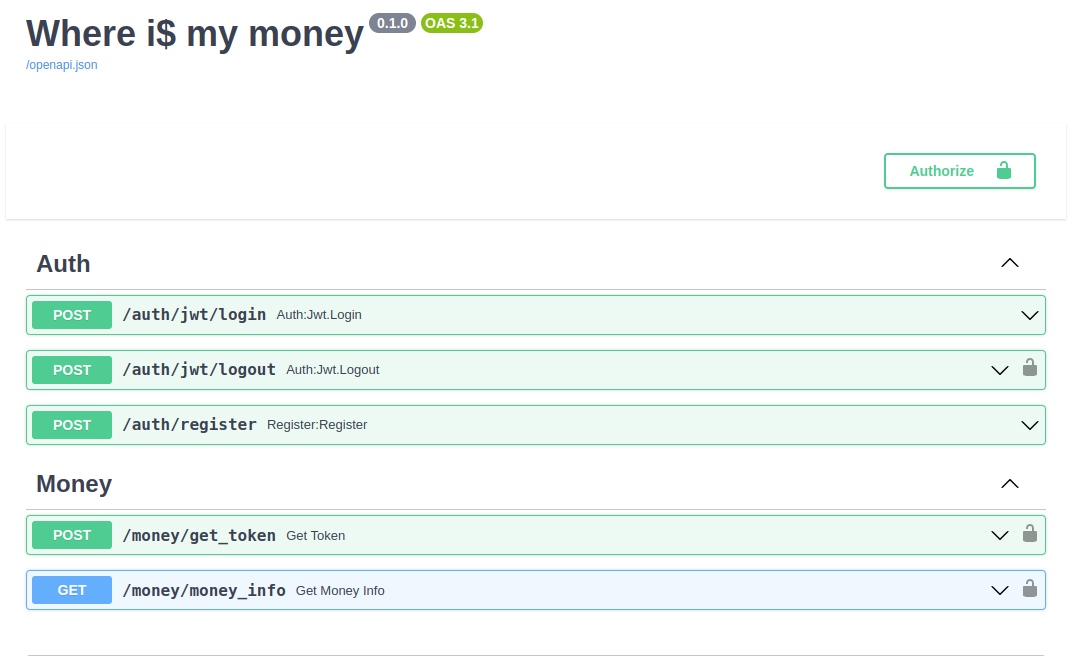 Where i$ my money 0.1.0 OAS 3.1
/openapi.json
Authorize
Auth
POST /auth/jwt/login Auth:Jwt.Login
POST /auth/jwt/logout Auth:Jwt.Logout
POST /auth/register Register:Register
Money
POST /money/get_token Get Token
GET /money/money_info Get Money Info